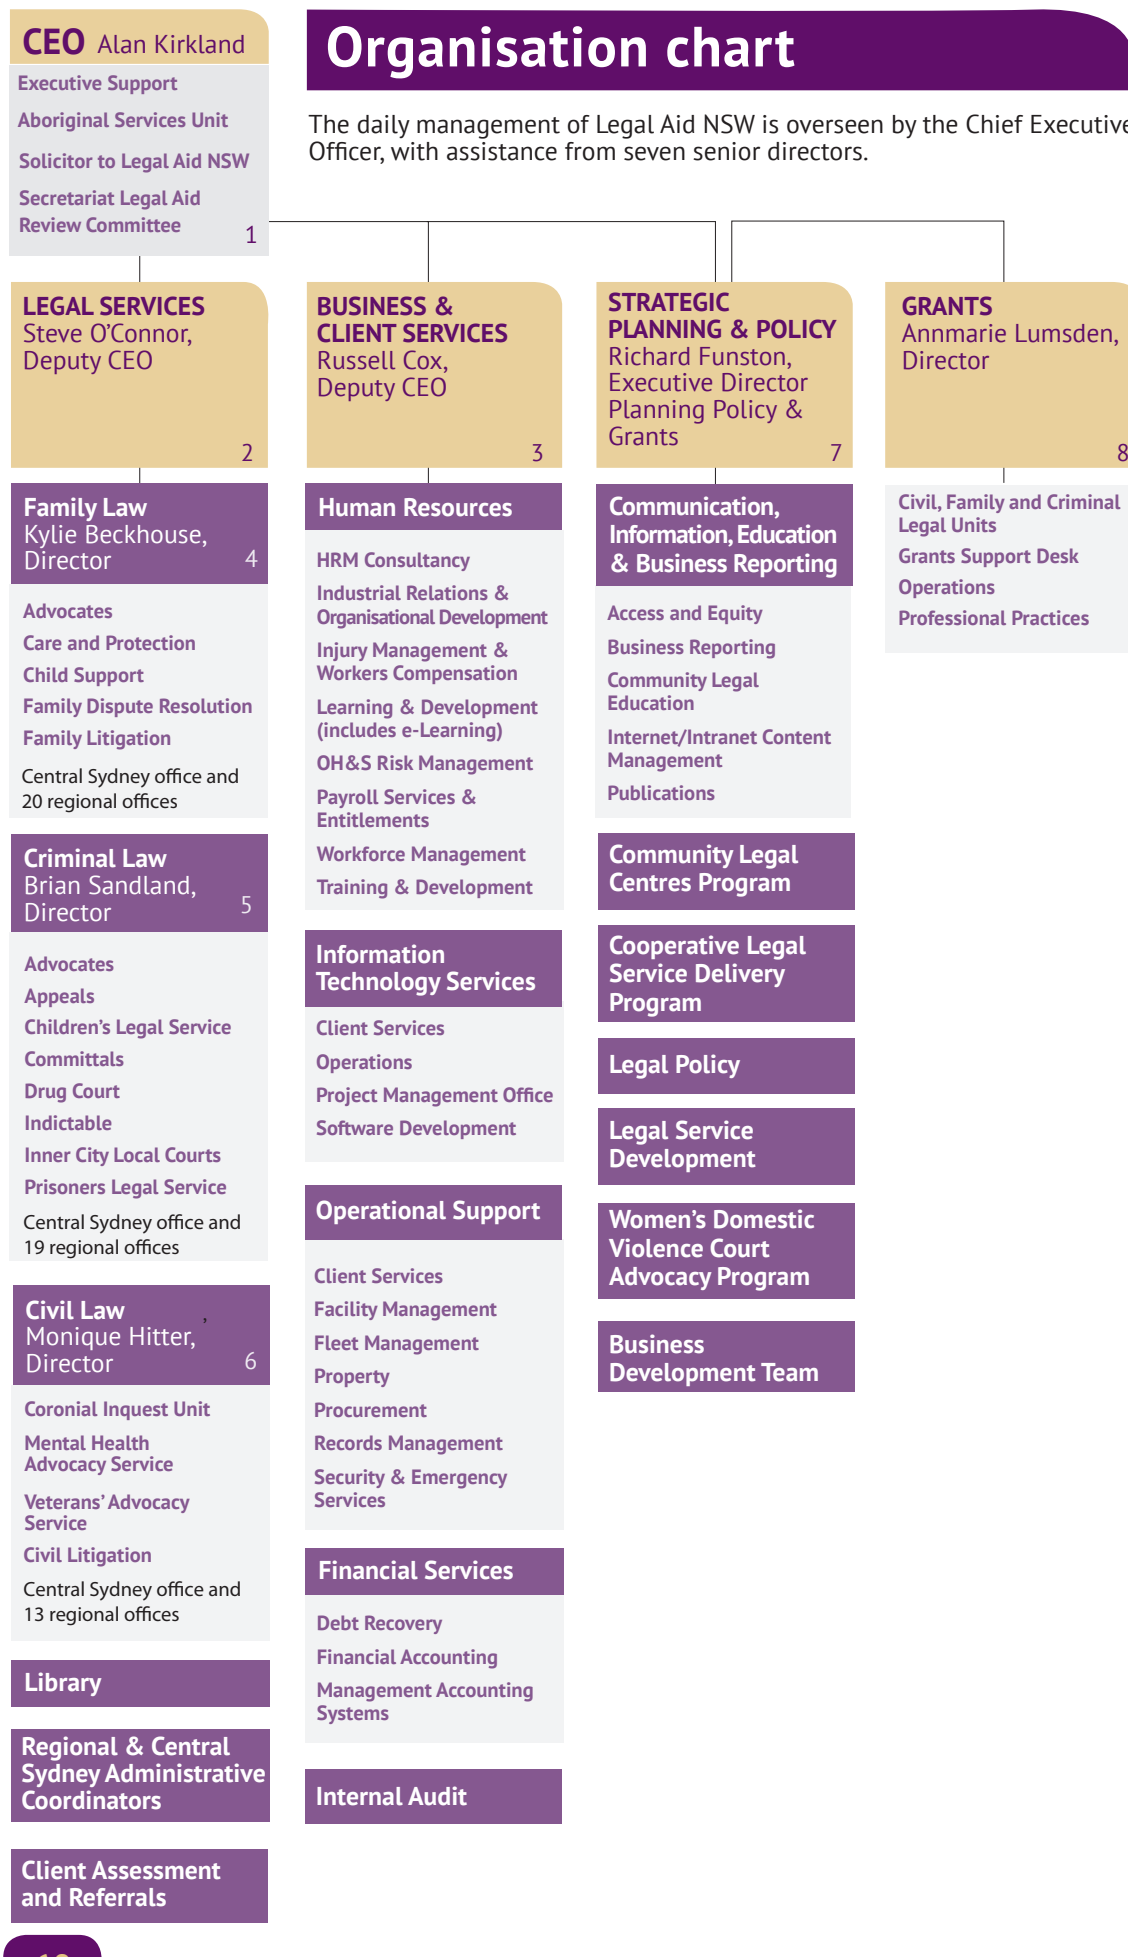 CEO Alan Kirkland
Executive Support
Aboriginal Services Unit
Solicitor to Legal Aid NSW
Secretariat Legal Aid
Review Committee
1
Organisation chart
The daily management of Legal Aid NSW is overseen by the Chief Executive
Officer, with assistance from seven senior directors.
LEGAL SERVICES
Steve O'Connor,
Deputy CEO
2
Family Law
Kylie Beckhouse,
Director 4
Advocates
Care and Protection
Child Support
Family Dispute Resolution
Family Litigation
Central Sydney office and
20 regional offices
Criminal Law
Brian Sandland,
Director 5
Advocates
Appeals
Children's Legal Service
Committals
Drug Court
Indictable
Inner City Local Courts
Prisoners Legal Service
Central Sydney office and
19 regional offices
Civil Law ,
Monique Hitter,
Director 6
Coronial Inquest Unit
Mental Health
Advocacy Service
Veterans' Advocacy
Service
Civil Litigation
Central Sydney office and
13 regional offices
Library
Regional & Central
Sydney Administrative
Coordinators
Client Assessment
and Referrals
BUSINESS &
CLIENT SERVICES
Russell Cox,
Deputy CEO
3
Human Resources
HRM Consultancy
Industrial Relations &
Organisational Development
Injury Management &
Workers Compensation
Learning & Development
(includes e-Learning)
OH&S Risk Management
Payroll Services &
Entitlements
Workforce Management
Training & Development
Information
Technology Services
Client Services
Operations
Project Management Office
Software Development
Operational Support
Client Services
Facility Management
Fleet Management
Property
Procurement
Records Management
Security & Emergency
Services
Financial Services
Debt Recovery
Financial Accounting
Management Accounting
Systems
Internal Audit
STRATEGIC
PLANNING & POLICY
Richard Funston,
Executive Director
Planning Policy &
Grants 7
Communication,
Information, Education
& Business Reporting
Access and Equity
Business Reporting
Community Legal
Education
Internet/Intranet Content
Management
Publications
Community Legal
Centres Program
Cooperative Legal
Service Delivery
Program
Legal Policy
Legal Service
Development
Women's Domestic
Violence Court
Advocacy Program
Business
Development Team
GRANTS
Annmarie Lumsden,
Director
8
Civil, Family and Criminal
Legal Units
Grants Support Desk
Operations
Professional Practices